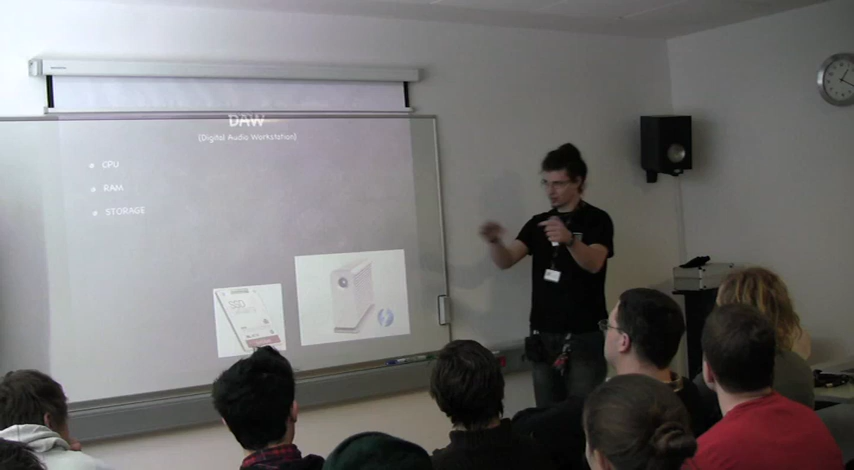 DAW
(Digital Audio Workstation)
CPU
RAM
STORAGE
SSD